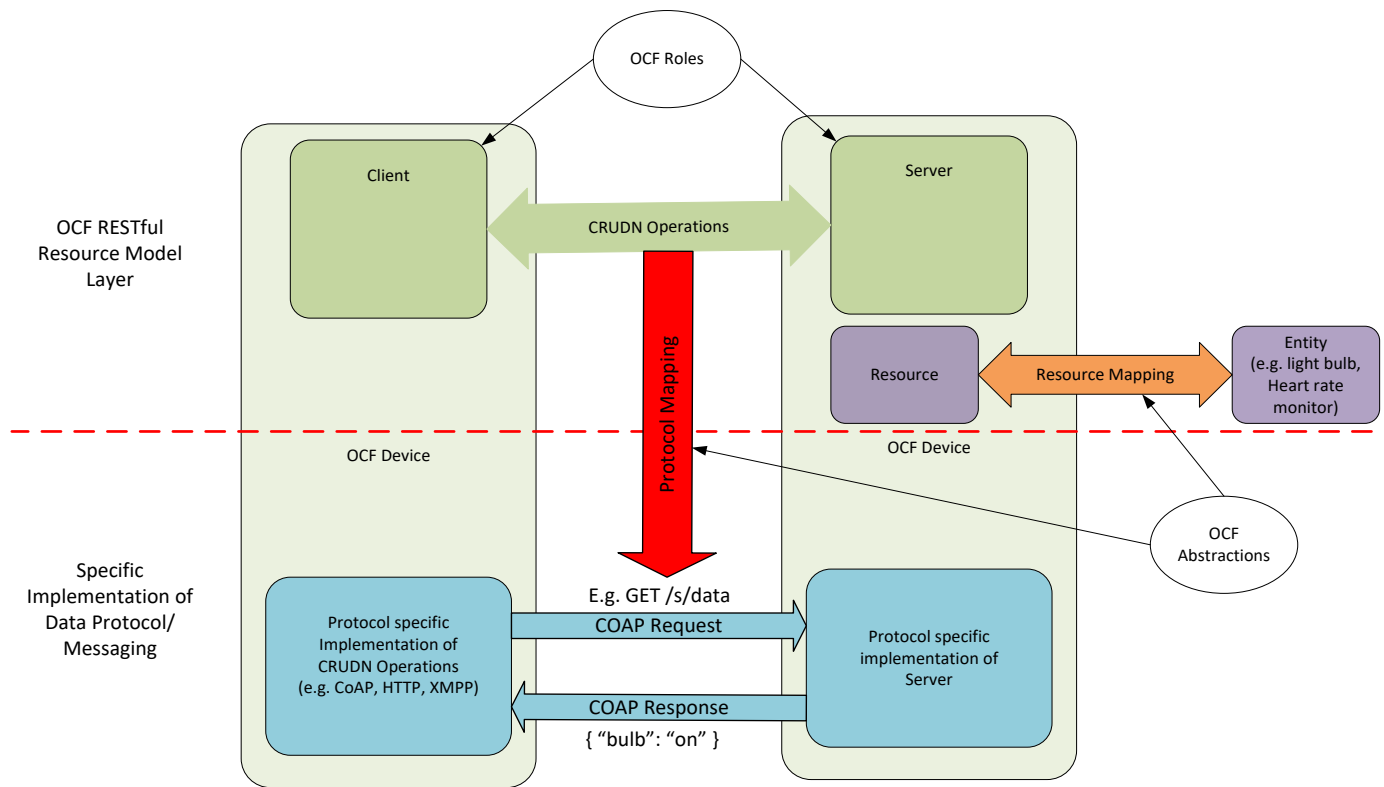 OCF Roles
Client
Server
OCF RESTful
Resource Model
Layer
CRUDN Operations
Protocol Mapping
Resource
Resource Mapping
Entity
(e.g. light bulb,
Heart rate
monitor)
OCF Device
OCF Device
OCF
Abstractions
Specific
Implementation of
Data Protocol/
Messaging
E.g. GET /s/data
COAP Request
Protocol specific
Implementation of
CRUDN Operations
(e.g. CoAP, HTTP, XMPP)
Protocol specific
implementation of
Server
COAP Response
{ “bulb”: “on” }